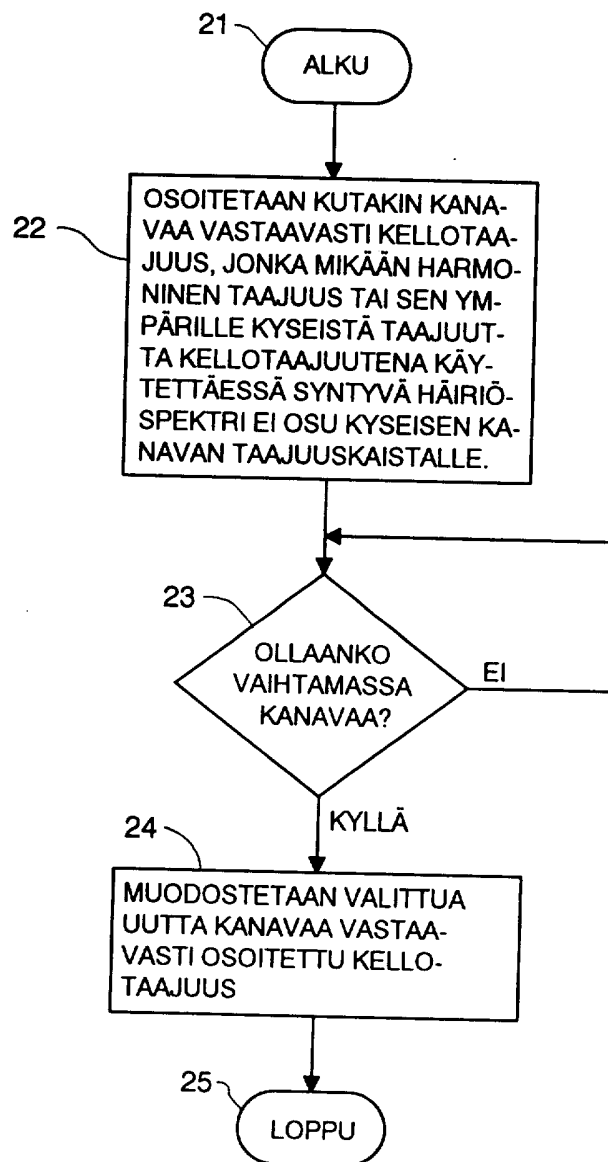 21
ALKU
22
OSOITETAAN KUTAKIN KANA-
VAA VASTAAVASTI KELLOTAA-
JUUS, JONKA MIKÄÄN HARMO-
NINEN TAAJUUS TAI SEN YM-
PÄRILLE KYSEISTÄ TAAJUUT-
TA KELLOTAAJUUTENA KÄY-
TETTÄESSÄ SYNTYVÄ HÄIRIÖ-
SPEKTRI EI OSU KYSEISEN KA-
NAVAN TAAJUUSKAISTALLE.
23
OLLAANKO
VAIHTAMASSA
KANAVAA?
EI
KYLLÄ
24
MUODOSTETAAN VALITTUA
UUTTA KANAVAA VASTAA-
VASTI OSOITETTU KELLO-
TAAJUUS
25
LOPPU